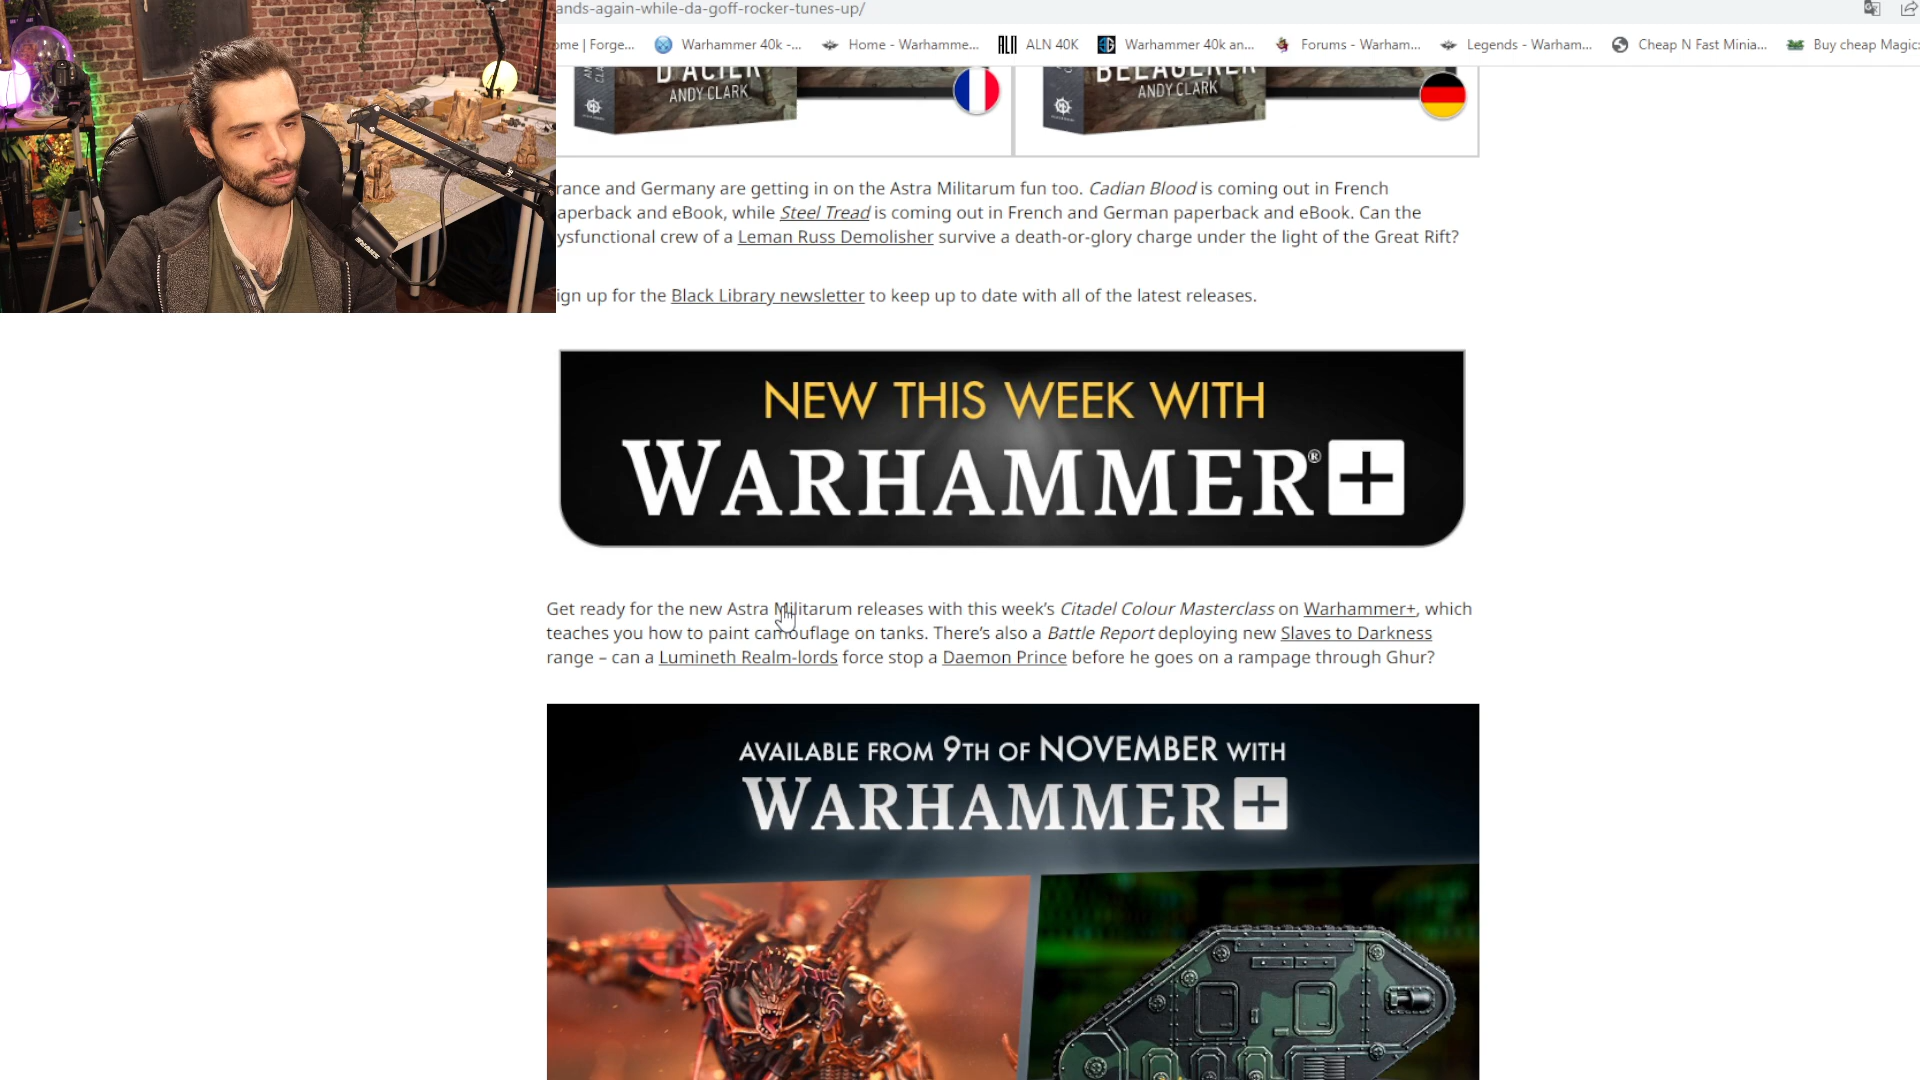 ands-again-while-da-goff-rocker-tunes-up/
ome | Forge... Warhammer 40k -... Home - Warhamme... ALN 40K Warhammer 40k an... Forums - Warham... Legends - Warham... Cheap N Fast Minia... Buy cheap Magic:
D'ACIER
ANDY CLARK
BELAGERER
ANDY CLARK
rance and Germany are getting in on the Astra Militarum fun too. Cadian Blood is coming out in French
aperback and eBook, while Steel Tread is coming out in French and German paperback and eBook. Can the
ysfunctional crew of a Leman Russ Demolisher survive a death-or-glory charge under the light of the Great Rift?
ign up for the Black Library newsletter to keep up to date with all of the latest releases.
NEW THIS WEEK WITH
WARHAMMER®+
Get ready for the new Astra Militarum releases with this week's Citadel Colour Masterclass on Warhammer+, which
teaches you how to paint camouflage on tanks. There's also a Battle Report deploying new Slaves to Darkness
range – can a Lumineth Realm-lords force stop a Daemon Prince before he goes on a rampage through Ghur?
AVAILABLE FROM 9TH OF NOVEMBER WITH
WARHAMMER+